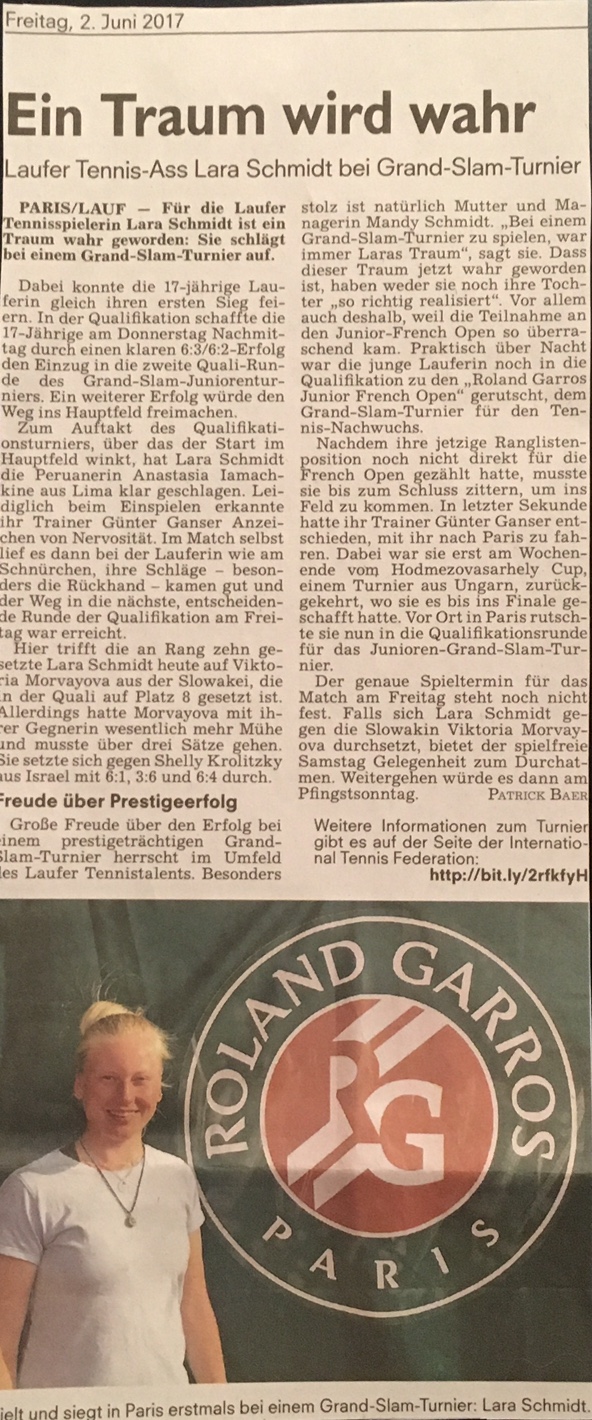 Freitag, 2. Juni 2017
Ein Traum wird wahr
Laufer Tennis-Ass Lara Schmidt bei Grand-Slam-Turnier
PARIS/LAUF — Für die Laufer
Tennisspielerin Lara Schmidt ist ein
Traum wahr geworden: Sie schlägt
bei einem Grand-Slam-Turnier auf.
Dabei konnte die 17-jährige Lau-
ferin gleich ihren ersten Sieg fei-
ern. In der Qualifikation schaffte die
17-Jährige am Donnerstag Nachmit-
tag durch einen klaren 6:3/6:2-Erfolg
den Einzug in die zweite Quali-Run-
de des Grand-Slam-Juniorentur-
niers. Ein weiterer Erfolg würde den
Weg ins Hauptfeld freimachen.
Zum Auftakt des Qualifikati-
onsturniers, über das der Start im
Hauptfeld winkt, hat Lara Schmidt
die Peruanerin Anastasia Iamach-
kine aus Lima klar geschlagen. Lei-
diglich beim Einspielen erkannte
ihr Trainer Günter Ganser Anzei-
chen von Nervosität. Im Match selbst
lief es dann bei der Lauferin wie am
Schnürchen, ihre Schläge – beson-
ders die Rückhand – kamen gut und
der Weg in die nächste, entscheiden-
de Runde der Qualifikation am Frei-
tag war erreicht.
Hier trifft die an Rang zehn ge-
setzte Lara Schmidt heute auf Vikto-
ria Morvayova aus der Slowakei, die
in der Quali auf Platz 8 gesetzt ist.
Allerdings hatte Morvayova mit ih-
rer Gegnerin wesentlich mehr Mühe
und musste über drei Sätze gehen.
Sie setzte sich gegen Shelly Krolitzky
aus Israel mit 6:1, 3:6 und 6:4 durch.
Freude über Prestigeerfolg
Große Freude über den Erfolg bei
einem prestigeträchtigen Grand-
Slam-Turnier herrscht im Umfeld
des Laufer Tennistalents. Besonders
stolz ist natürlich Mutter und Ma-
nagerin Mandy Schmidt. „Bei einem
Grand-Slam-Turnier zu spielen, war
immer Laras Traum“, sagt sie. Dass
dieser Traum jetzt wahr geworden
ist, haben weder sie noch ihre Toch-
ter „so richtig realisiert“. Vor allem
auch deshalb, weil die Teilnahme an
den Junior-French Open so überra-
schend kam. Praktisch über Nacht
war die junge Lauferin noch in die
Qualifikation zu den „Roland Garros
Junior French Open“ gerutscht, dem
Grand-Slam-Turnier für den Ten-
nis-Nachwuchs.
Nachdem ihre jetzige Ranglisten-
position noch nicht direkt für die
French Open gezählt hatte, musste
sie bis zum Schluss zittern, um ins
Feld zu kommen. In letzter Sekunde
hatte ihr Trainer Günter Ganser ent-
schieden, mit ihr nach Paris zu fah-
ren. Dabei war sie erst am Wochen-
ende vom Hodmezovasarhely Cup,
einem Turnier aus Ungarn, zurück-
gekehrt, wo sie es bis ins Finale ge-
schafft hatte. Vor Ort in Paris rutsch-
te sie nun in die Qualifikationsrunde
für das Junioren-Grand-Slam-Tur-
nier.
Der genaue Spieltermin für das
Match am Freitag steht noch nicht
fest. Falls sich Lara Schmidt ge-
gen die Slowakin Viktoria Morvay-
ova durchsetzt, bietet der spielfreie
Samstag Gelegenheit zum Durchat-
men. Weitergehen würde es dann am
Pfingstsonntag. PATRICK BAER
Weitere Informationen zum Turnier
gibt es auf der Seite der Internatio-
nal Tennis Federation:
http://bit.ly/2rfkfyH
ROLAND GARROS
RG
PARIS
ielt und siegt in Paris erstmals bei einem Grand-Slam-Turnier: Lara Schmidt.